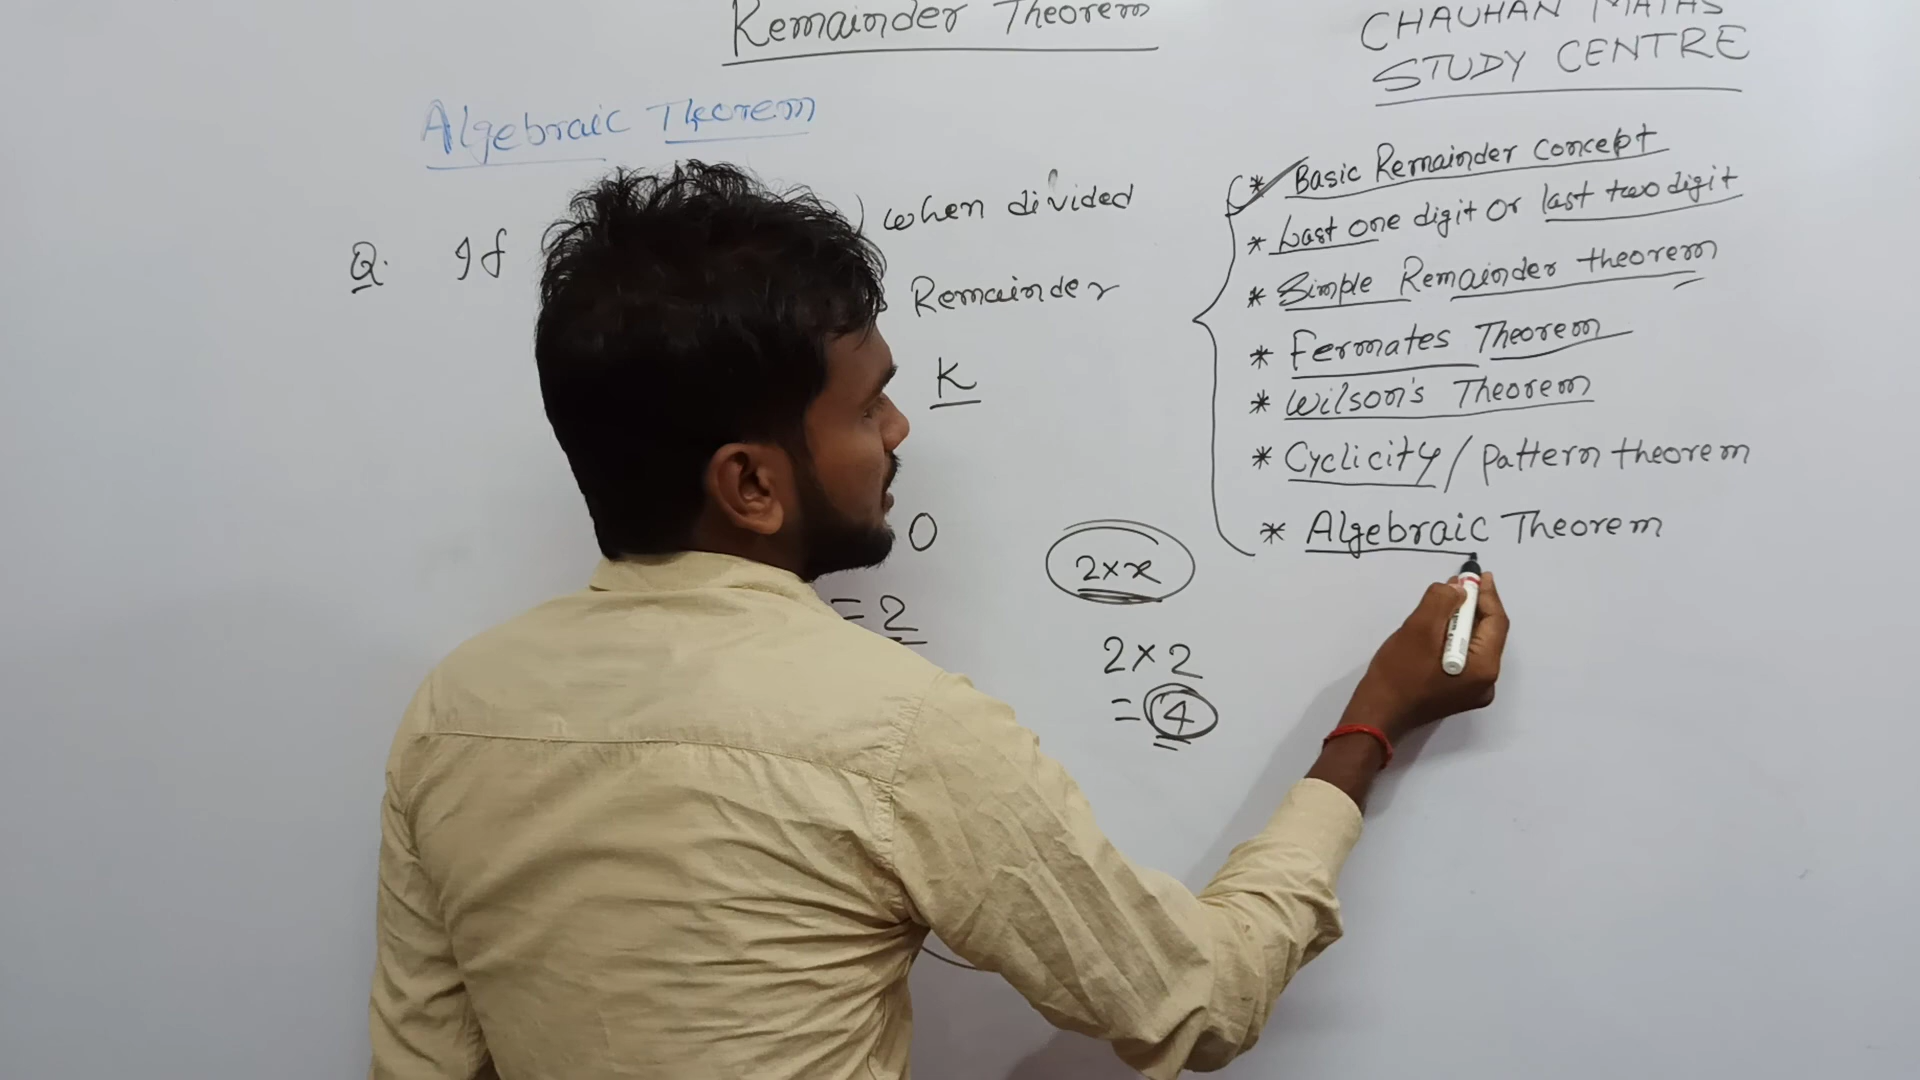 Remainder Theorem
CHAUHAN MATHS
STUDY CENTRE
Algebraic Theorem
Q. If ) when divided
Remainder
K
0
= 2
2×x
2×2
= 4
* Basic Remainder concept
* Last one digit or last two digit
* Simple Remainder theorem
* Fermates Theorem
* Wilson's Theorem
* Cyclicity / pattern theorem
* Algebraic Theorem